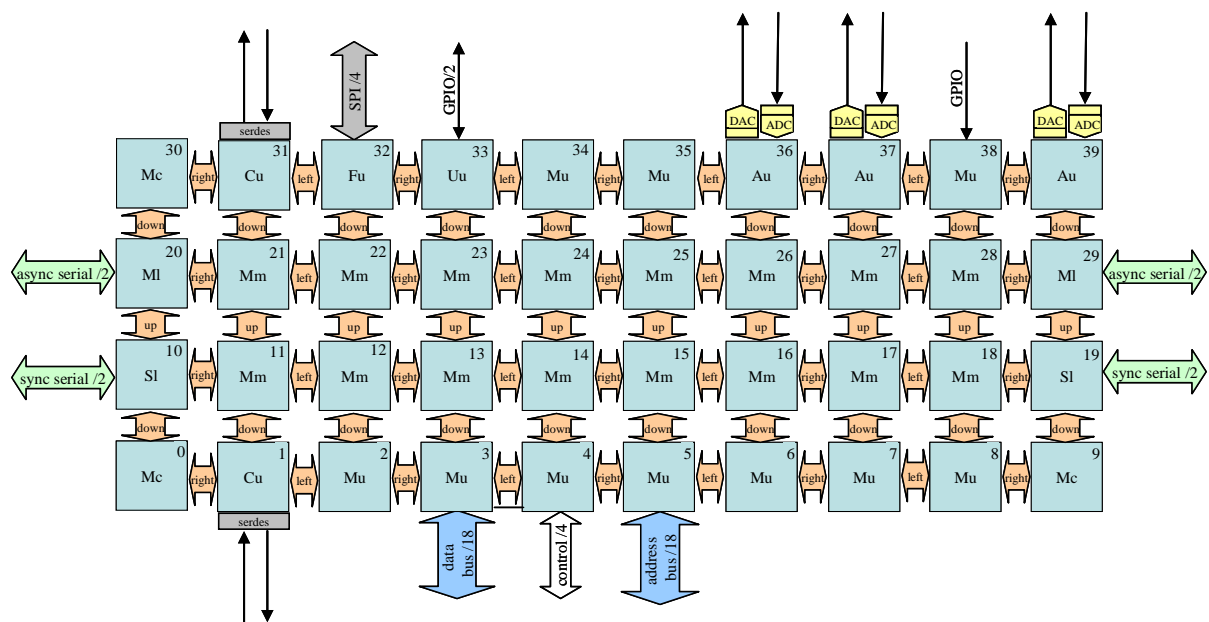 SPI /4
GPIO/2
GPIO
DAC ADC DAC ADC DAC ADC
serdes
30 31 32 33 34 35 36 37 38 39
Mc right Cu left Fu right Uu left Mu right Mu left Au right Au left Mu right Au
down down down down down down down down down down
20 21 22 23 24 25 26 27 28 29
async serial /2 Ml right Mm left Mm right Mm left Mm right Mm left Mm right Mm left Mm right Ml async serial /2
up up up up up up up up up up
10 11 12 13 14 15 16 17 18 19
sync serial /2 Sl right Mm left Mm right Mm left Mm right Mm left Mm right Mm left Mm right Sl sync serial /2
down down down down down down down down down down
0 1 2 3 4 5 6 7 8 9
Mc right Cu left Mu right Mu left Mu right Mu left Mu right Mu left Mu right Mc
serdes
data
bus /18
control /4
address
bus /18